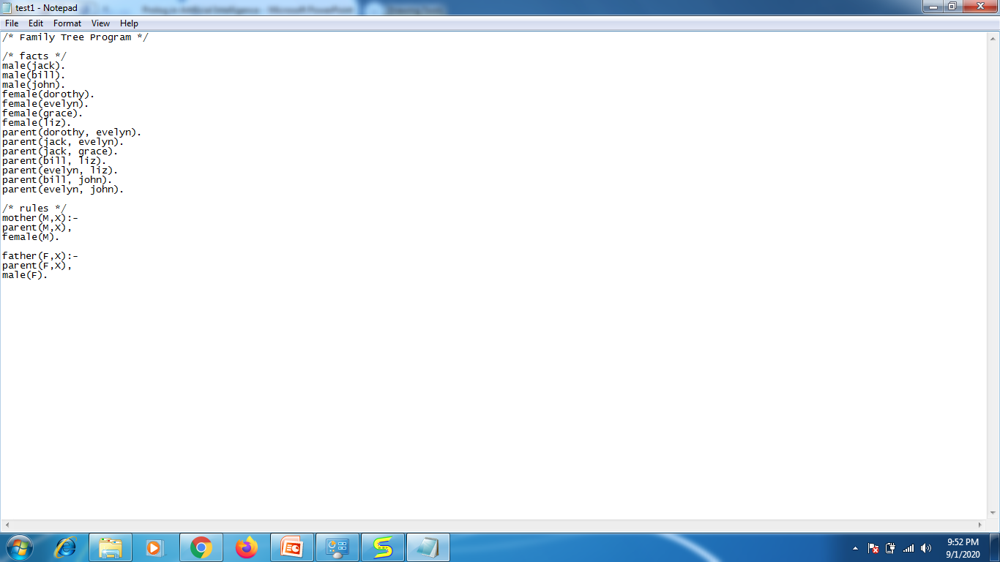 test1 - Notepad
File Edit Format View Help
/* Family Tree Program */
/* facts */
male(jack).
male(bill).
male(john).
female(dorothy).
female(evelyn).
female(grace).
female(liz).
parent(dorothy, evelyn).
parent(jack, evelyn).
parent(jack, grace).
parent(bill, liz).
parent(evelyn, liz).
parent(bill, john).
parent(evelyn, john).
/* rules */
mother(M,X):-
parent(M,X),
female(M).
father(F,X):-
parent(F,X),
male(F).
9:52 PM
9/1/2020